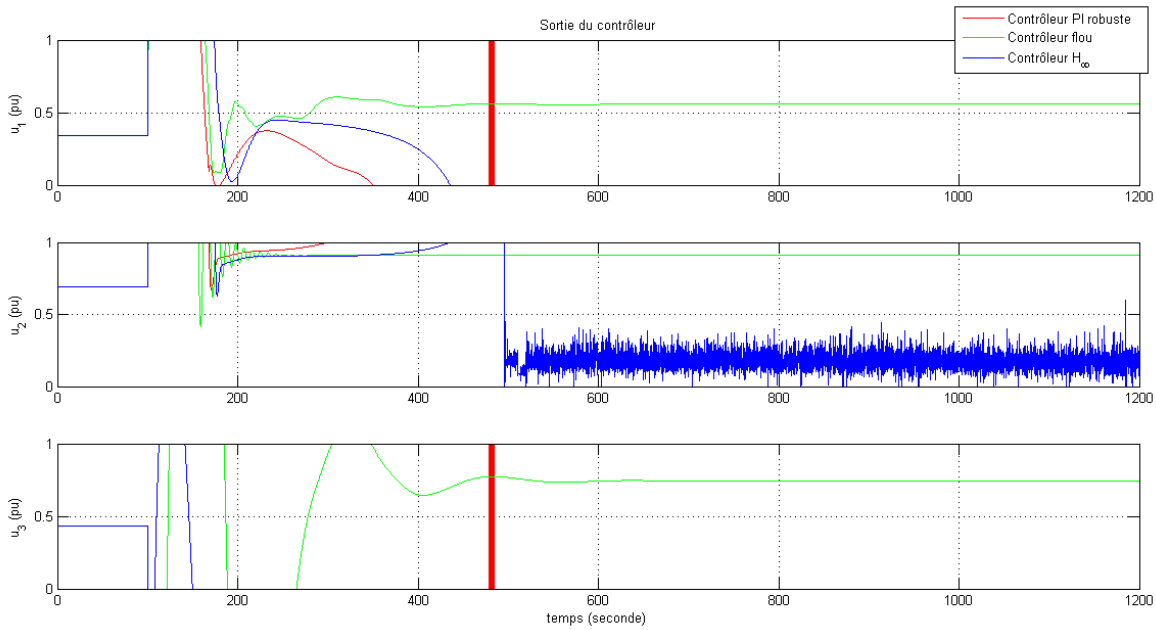 Sortie du contrôleur
Contrôleur PI robuste
Contrôleur flou
Contrôleur H∞
u1 (pu)
1
0.5
0
0 200 400 600 800 1000 1200
u2 (pu)
1
0.5
0
0 200 400 600 800 1000 1200
u3 (pu)
1
0.5
0
0 200 400 600 800 1000 1200
temps (seconde)